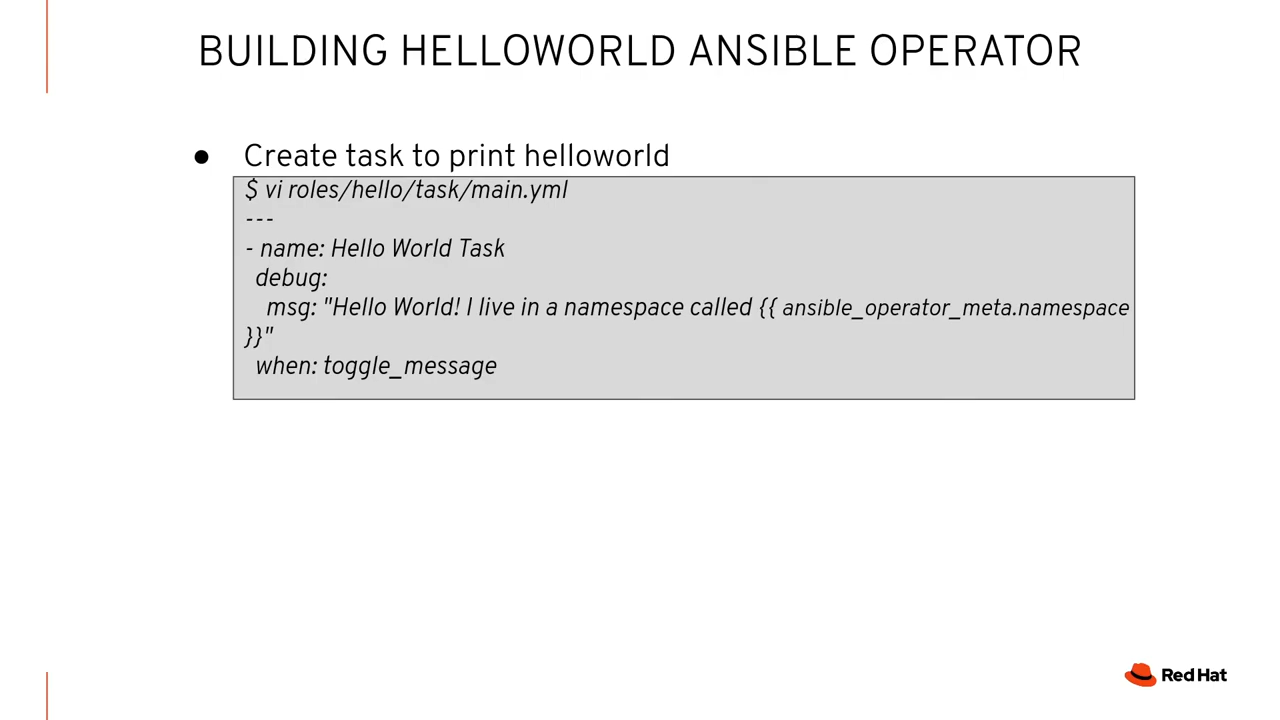 BUILDING HELLOWORLD ANSIBLE OPERATOR
● Create task to print helloworld
$ vi roles/hello/task/main.yml
---
- name: Hello World Task
  debug:
    msg: "Hello World! I live in a namespace called {{ ansible_operator_meta.namespace
}}"
  when: toggle_message
Red Hat